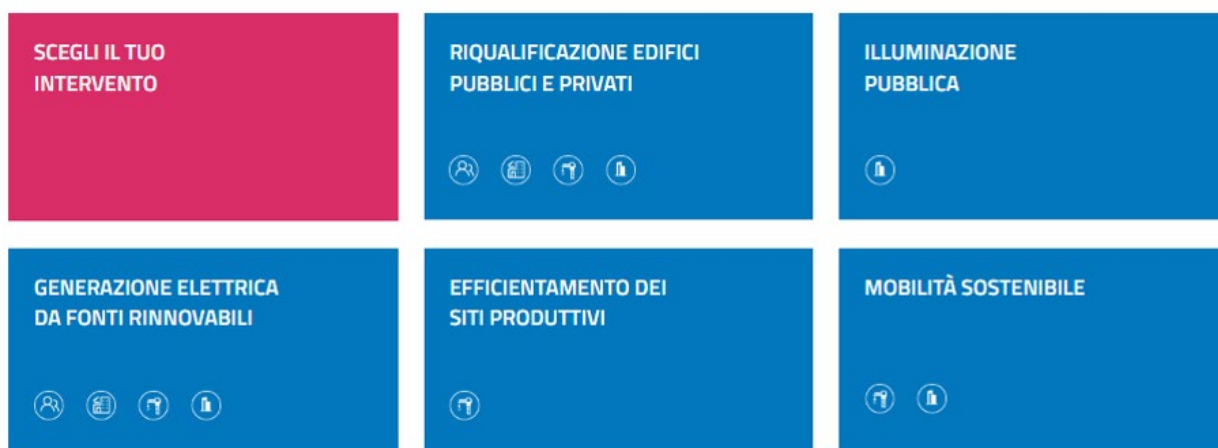 SCEGLI IL TUO
INTERVENTO
RIQUALIFICAZIONE EDIFICI
PUBBLICI E PRIVATI
ILLUMINAZIONE
PUBBLICA
GENERAZIONE ELETTRICA
DA FONTI RINNOVABILI
EFFICIENTAMENTO DEI
SITI PRODUTTIVI
MOBILITÀ SOSTENIBILE